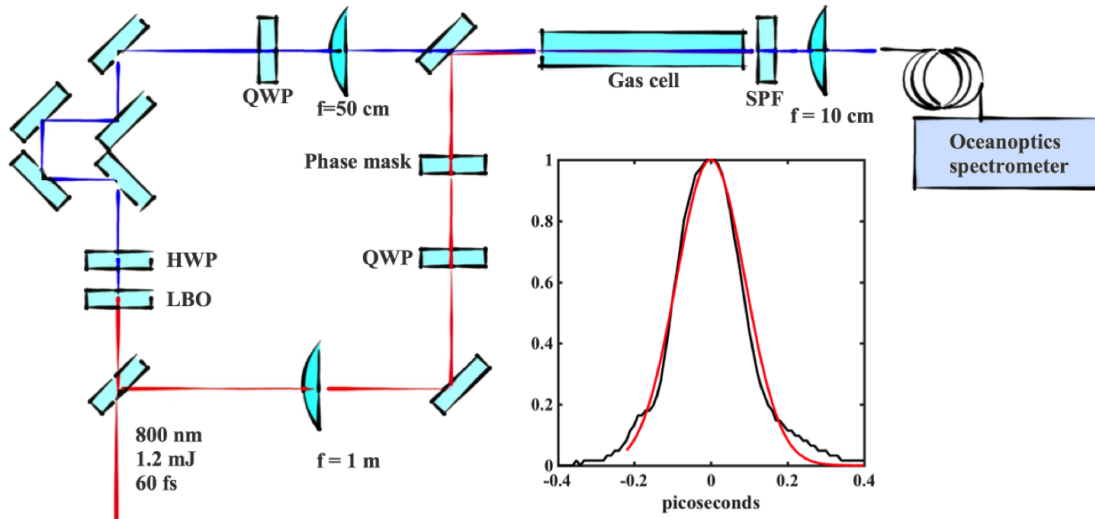 QWP
f=50 cm
Gas cell
SPF
f = 10 cm
Oceanoptics
spectrometer
Phase mask
QWP
HWP
LBO
800 nm
1.2 mJ
60 fs
f = 1 m
1
0.8
0.6
0.4
0.2
0
-0.4
-0.2
0
0.2
0.4
picoseconds